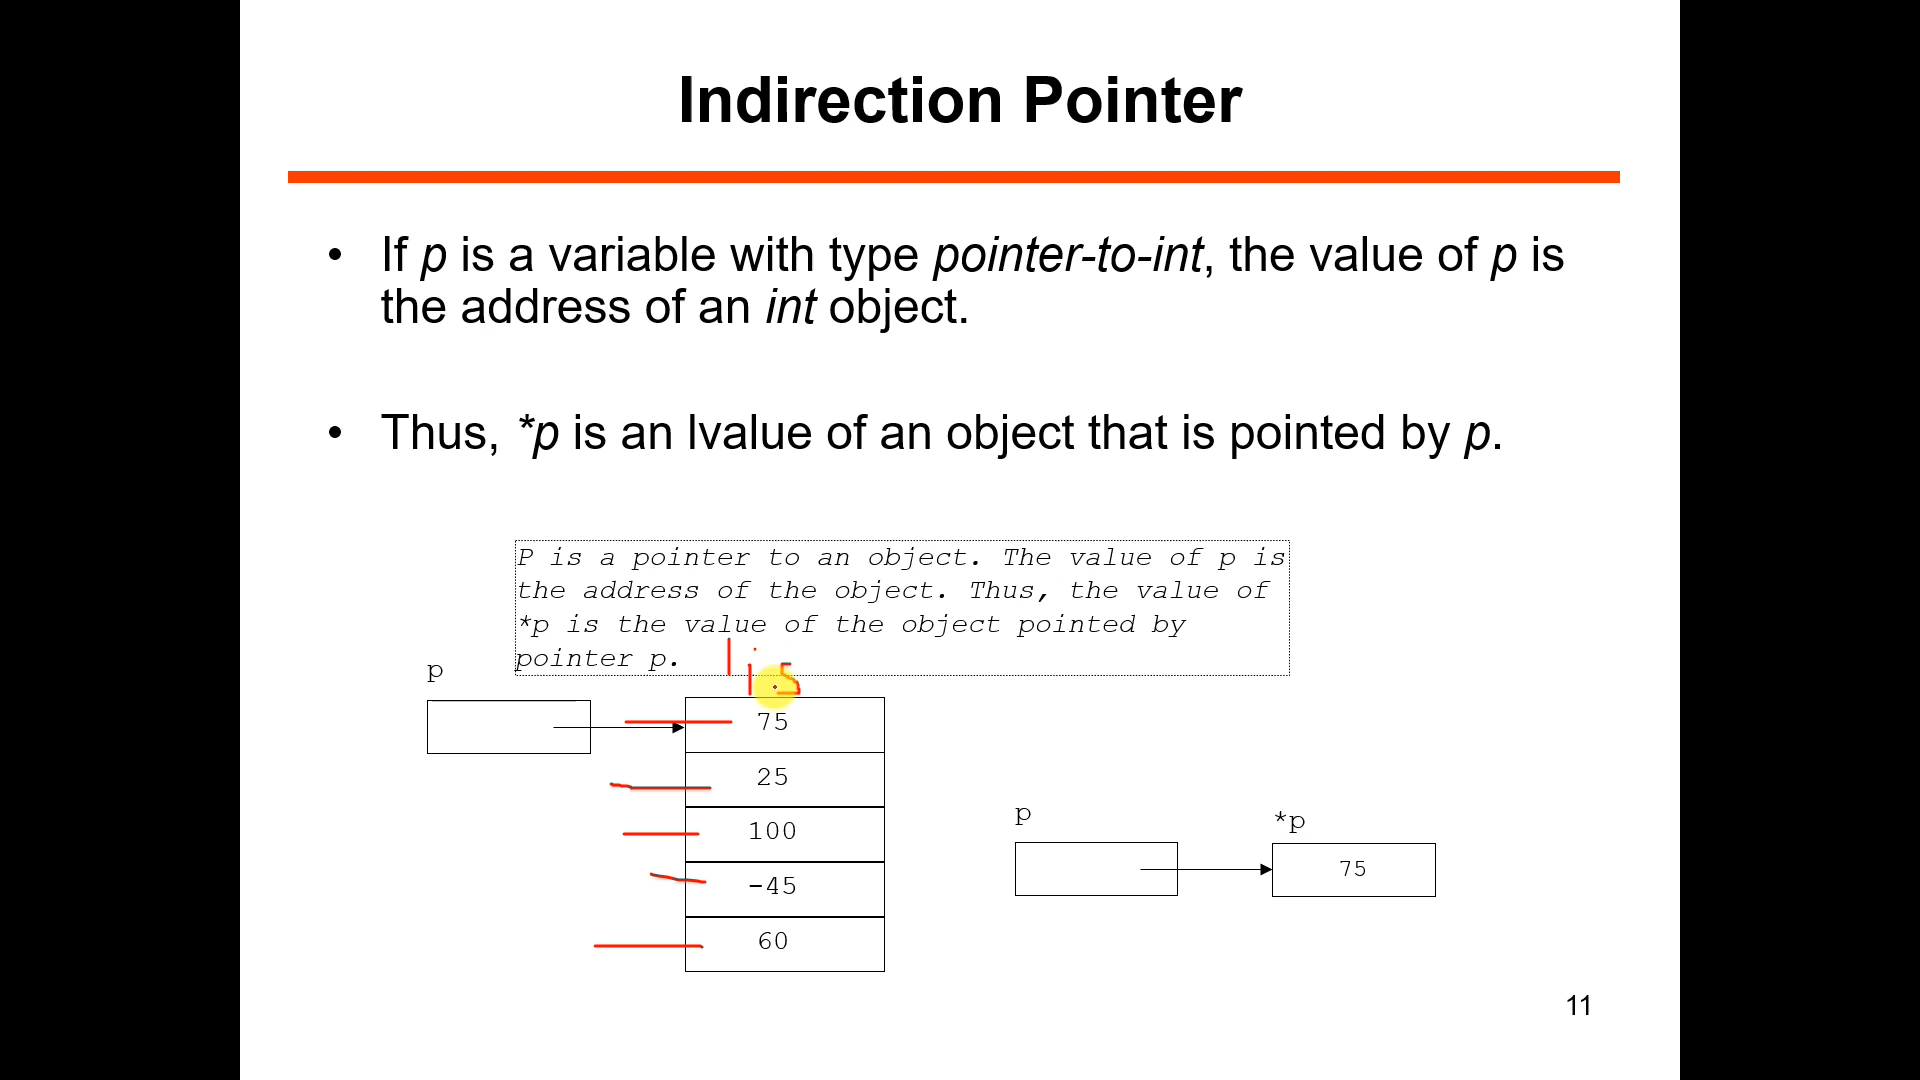 Indirection Pointer
• If p is a variable with type pointer-to-int, the value of p is
the address of an int object.
• Thus, *p is an lvalue of an object that is pointed by p.
P is a pointer to an object. The value of p is
the address of the object. Thus, the value of
*p is the value of the object pointed by
pointer p.
p
75
25
100
-45
60
p
*p
75
11